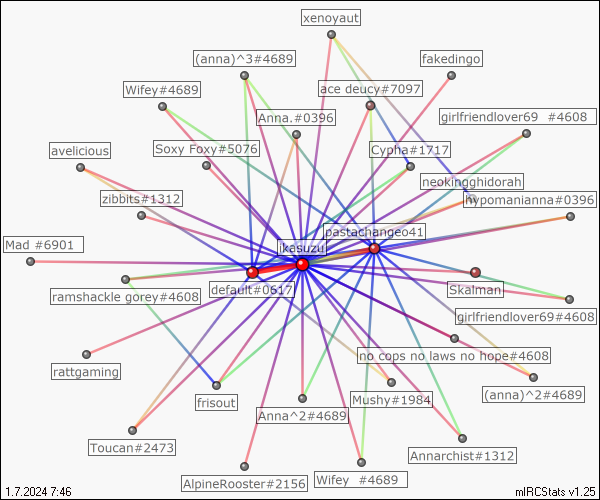 xenoyaut
(anna)^3#4689
fakedingo
Wifey#4689
ace deucy#7097
Anna.#0396
girlfriendlover69 #4608
avelicious
Soxy Foxy#5076
Cypha#1717
neokingghidorah
zibbits#1312
hypomanianna#0396
pastachangeo41
Mad #6901
ikasuzu
default#0617
Skalman
ramshackle gorey#4608
girlfriendlover69#4608
no cops no laws no hope#4608
rattgaming
frisout
Mushy#1984
(anna)^2#4689
Anna^2#4689
Toucan#2473
Annarchist#1312
AlpineRooster#2156
Wifey #4689
1.7.2024 7:46
mIRCStats v1.25